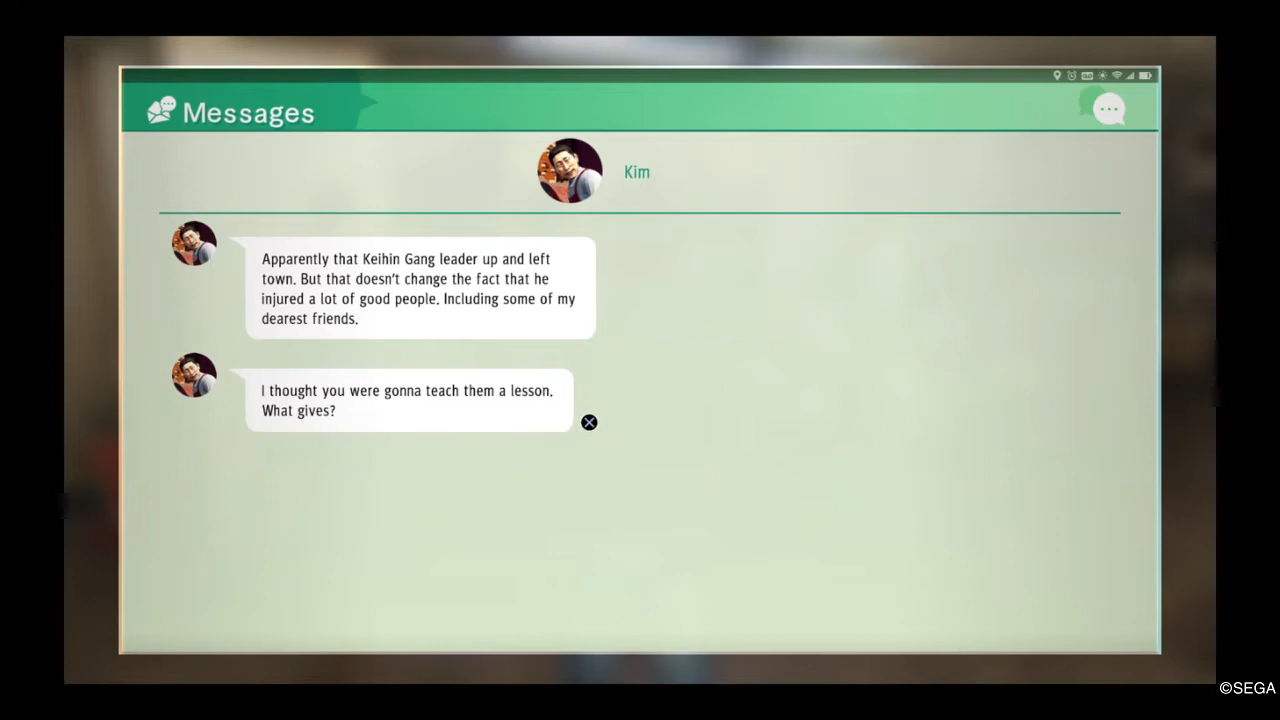 Messages
Kim
Apparently that Keihin Gang leader up and left
town. But that doesn't change the fact that he
injured a lot of good people. Including some of my
dearest friends.
I thought you were gonna teach them a lesson.
What gives?
©SEGA